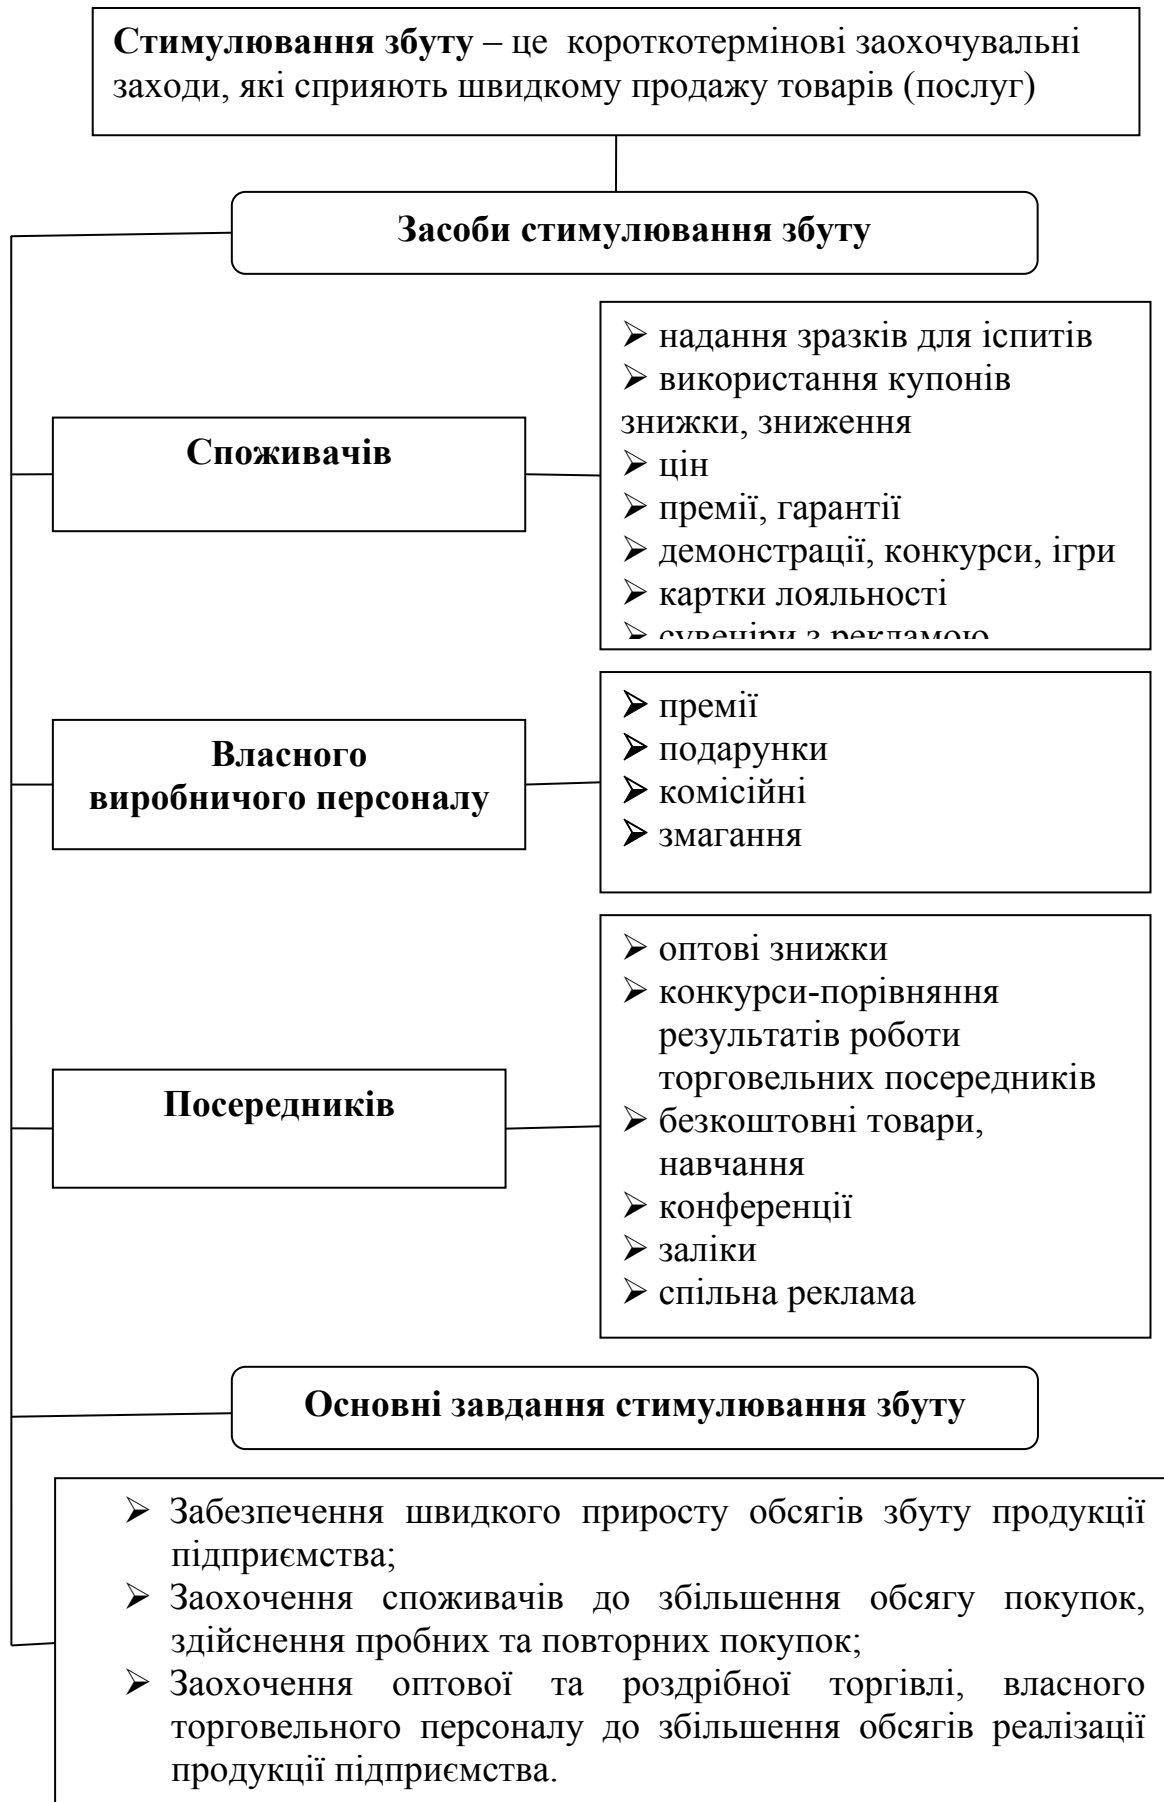 Стимулювання збуту – це короткотермінові заохочувальні
заходи, які сприяють швидкому продажу товарів (послуг)
Засоби стимулювання збуту
Споживачів
➢ надання зразків для іспитів
➢ використання купонів
знижки, зниження
➢ цін
➢ премії, гарантії
➢ демонстрації, конкурси, ігри
➢ картки лояльності
➢ сувеніри з рекламою
Власного
виробничого персоналу
➢ премії
➢ подарунки
➢ комісійні
➢ змагання
Посередників
➢ оптові знижки
➢ конкурси-порівняння
результатів роботи
торговельних посередників
➢ безкоштовні товари,
навчання
➢ конференції
➢ заліки
➢ спільна реклама
Основні завдання стимулювання збуту
➢ Забезпечення швидкого приросту обсягів збуту продукції
підприємства;
➢ Заохочення споживачів до збільшення обсягу покупок,
здійснення пробних та повторних покупок;
➢ Заохочення оптової та роздрібної торгівлі, власного
торговельного персоналу до збільшення обсягів реалізації
продукції підприємства.